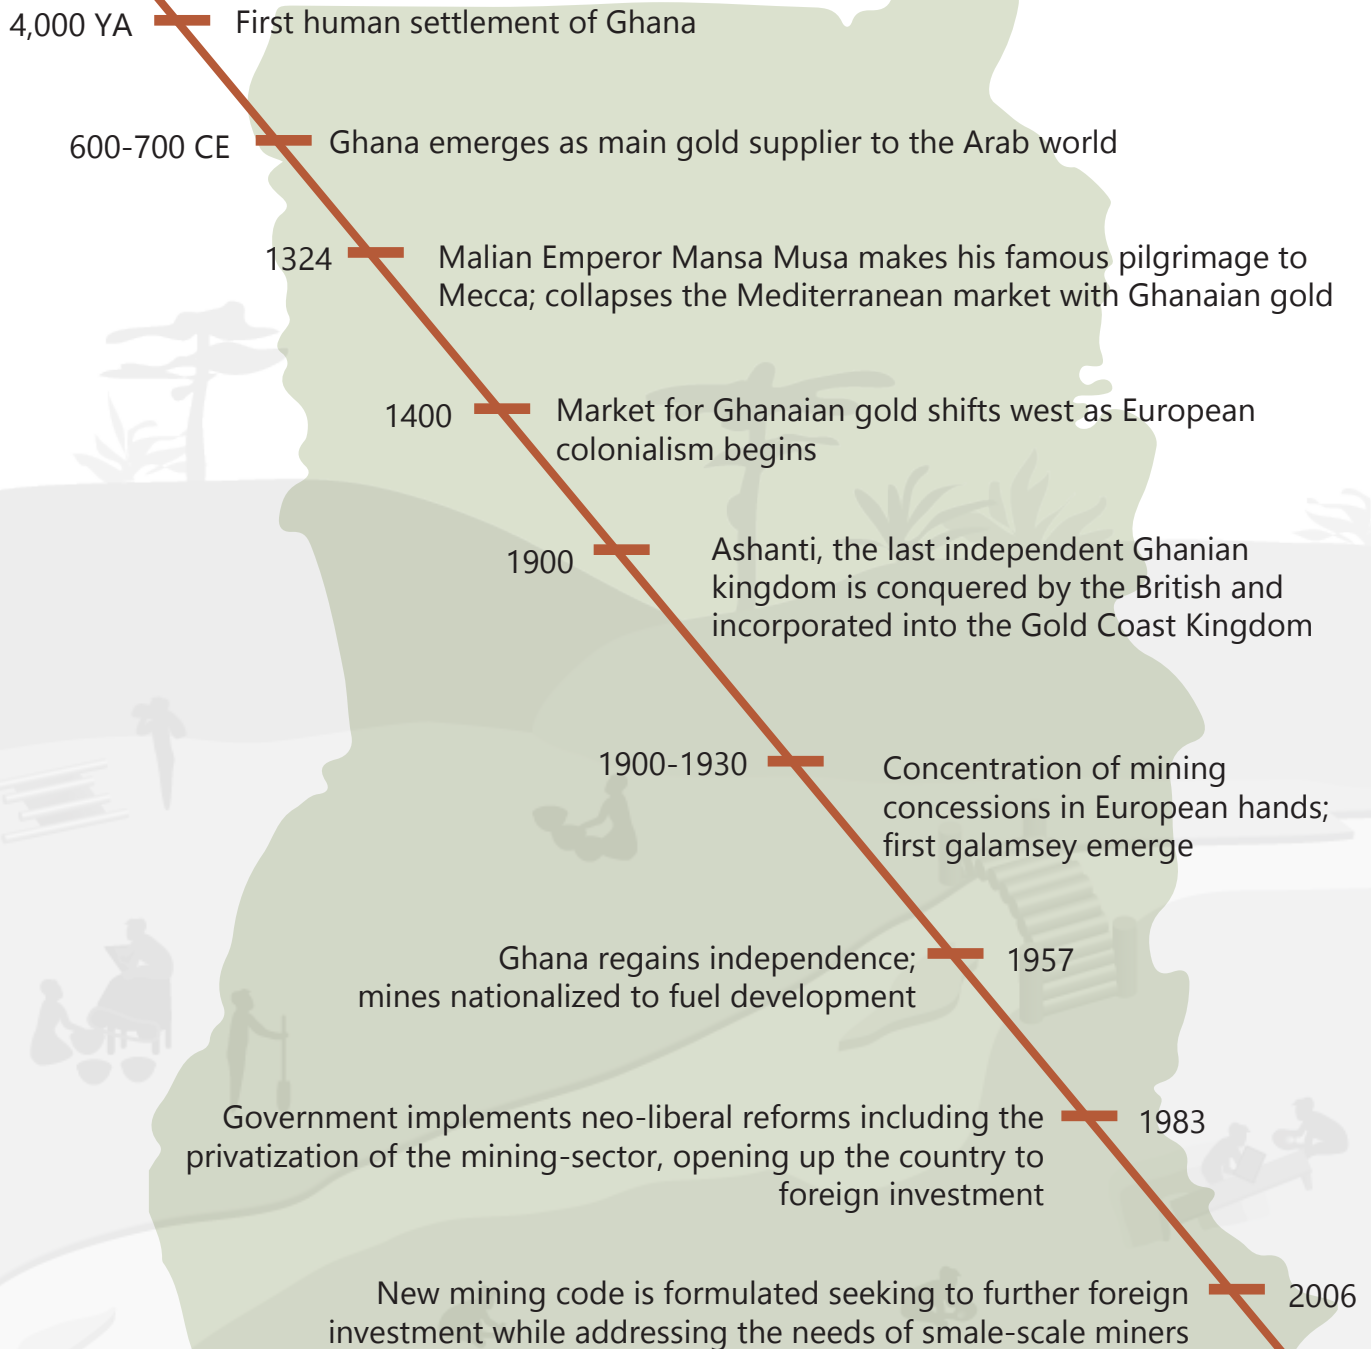 4,000 YA First human settlement of Ghana
600-700 CE Ghana emerges as main gold supplier to the Arab world
1324 Malian Emperor Mansa Musa makes his famous pilgrimage to
Mecca; collapses the Mediterranean market with Ghanaian gold
1400 Market for Ghanaian gold shifts west as European
colonialism begins
1900 Ashanti, the last independent Ghanian
kingdom is conquered by the British and
incorporated into the Gold Coast Kingdom
1900-1930 Concentration of mining
concessions in European hands;
first galamsey emerge
Ghana regains independence; 1957
mines nationalized to fuel development
Government implements neo-liberal reforms including the 1983
privatization of the mining-sector, opening up the country to
foreign investment
New mining code is formulated seeking to further foreign 2006
investment while addressing the needs of smale-scale miners